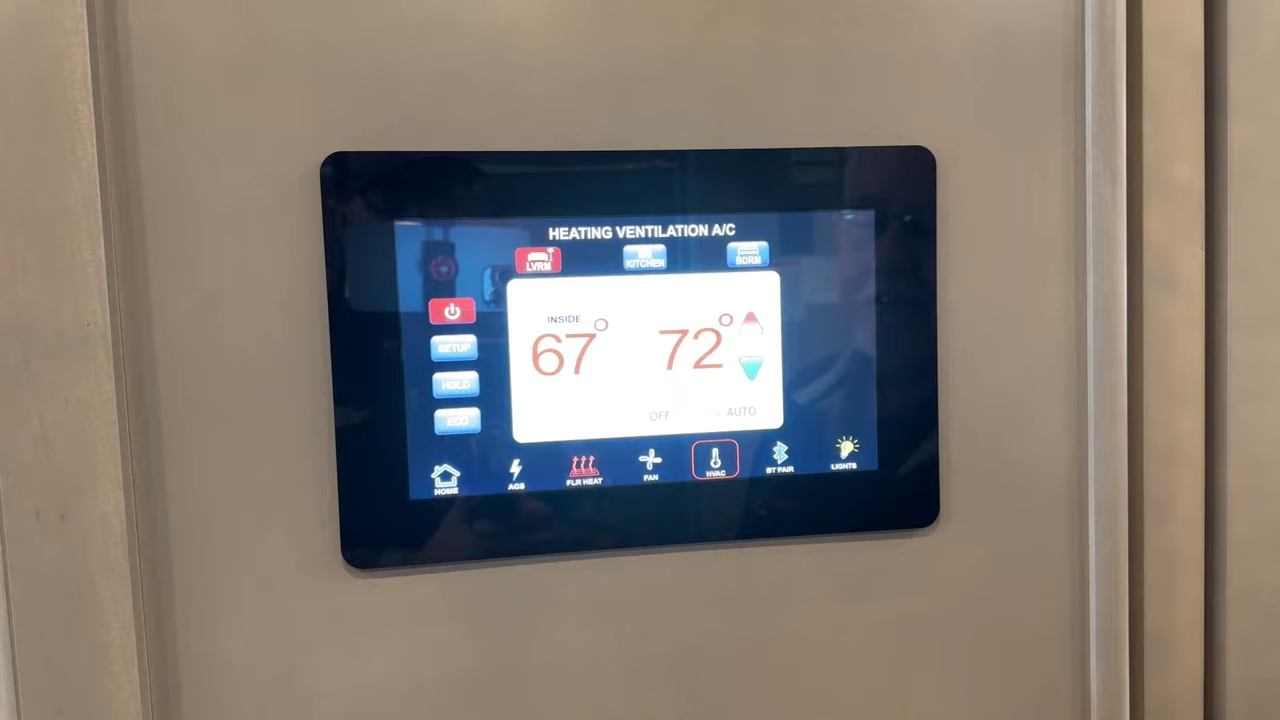 HEATING VENTILATION A/C
LVRM KITCHEN BDRM
INSIDE
67° 72°
SETUP
HOLD
OFF AUTO
HOME AGS FLR HEAT FAN HVAC BT PAIR LIGHTS